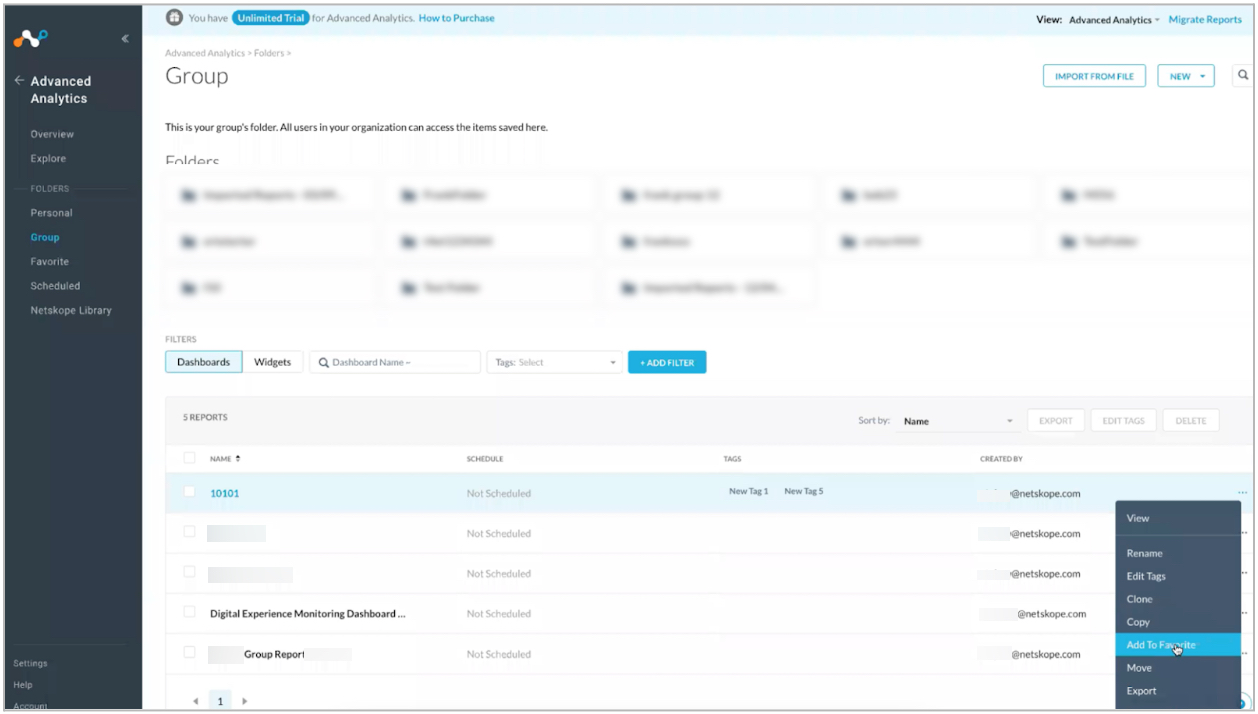 You have Unlimited Trial for Advanced Analytics. How to Purchase
View: Advanced Analytics Migrate Reports
Advanced Analytics
Overview
Explore
FOLDERS
Personal
Group
Favorite
Scheduled
Netskope Library
Settings
Help
Account
Advanced Analytics > Folders >
Group
IMPORT FROM FILE
NEW
This is your group's folder. All users in your organization can access the items saved here.
Folders
FILTERS
Dashboards Widgets Dashboard Name ~ Tags: Select + ADD FILTER
5 REPORTS
Sort by: Name EXPORT EDIT TAGS DELETE
NAME SCHEDULE TAGS CREATED BY
10101 Not Scheduled New Tag 1 New Tag 5 @netskope.com
Not Scheduled @netskope.com
Not Scheduled @netskope.com
Digital Experience Monitoring Dashboard ... Not Scheduled @netskope.com
Group Report Not Scheduled @netskope.com
1
View
Rename
Edit Tags
Clone
Copy
Add To Favorite
Move
Export